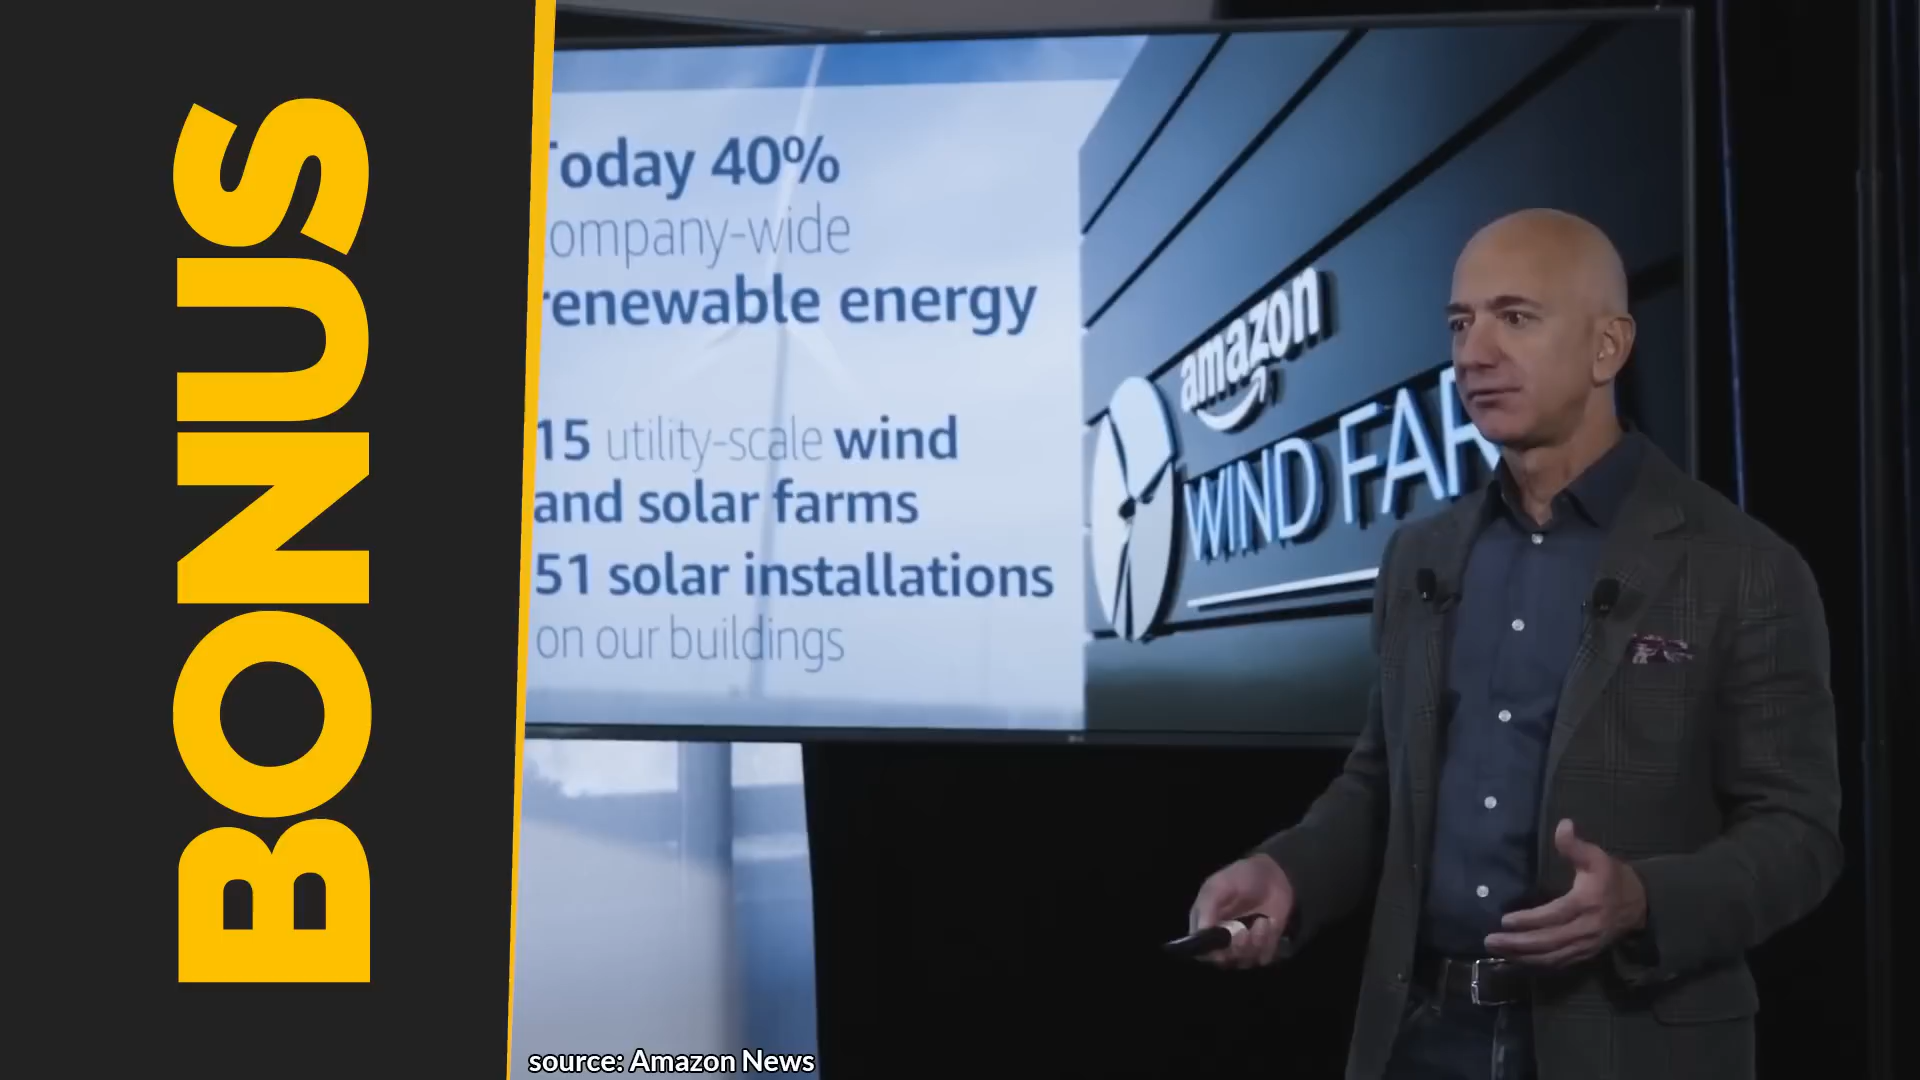 BONUS
Today 40%
company-wide
renewable energy
15 utility-scale wind
and solar farms
51 solar installations
on our buildings
amazon
WIND FAR
source: Amazon News